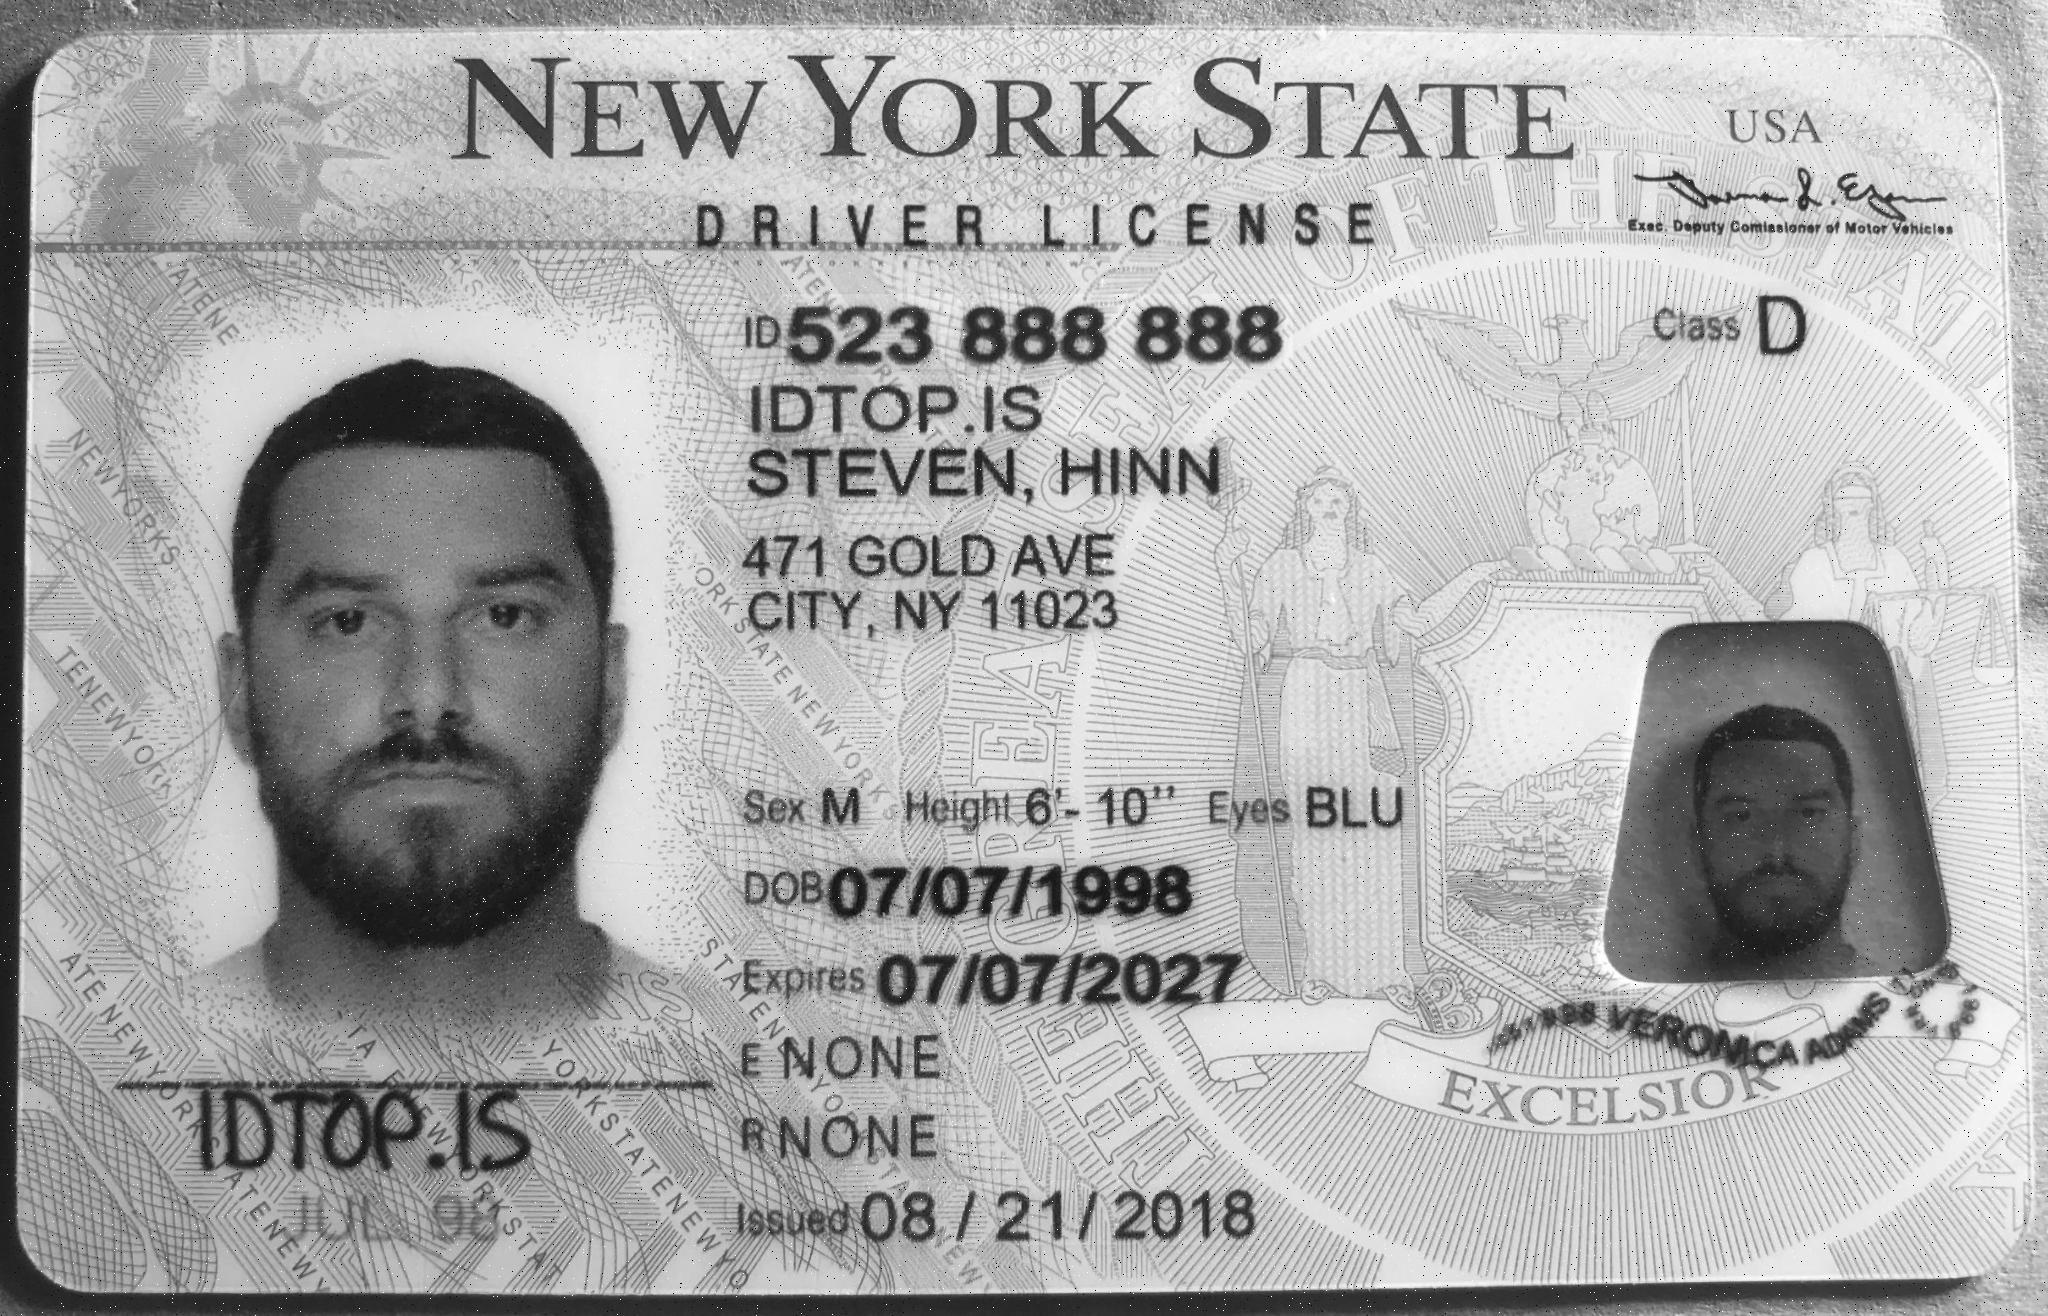 NEW YORK STATE
USA
Exec. Deputy Comissioner of Motor Vehicles
DRIVER LICENSE
ID 523 888 888
Class D
IDTOP.IS
STEVEN, HINN
471 GOLD AVE
CITY, NY 11023
Sex M Height 6'- 10" Eyes BLU
DOB 07/07/1998
Expires 07/07/2027
E NONE
VERONICA ADAMS
EXCELSIOR
IDTOP.IS
R NONE
JUL 98
Issued 08 / 21 / 2018